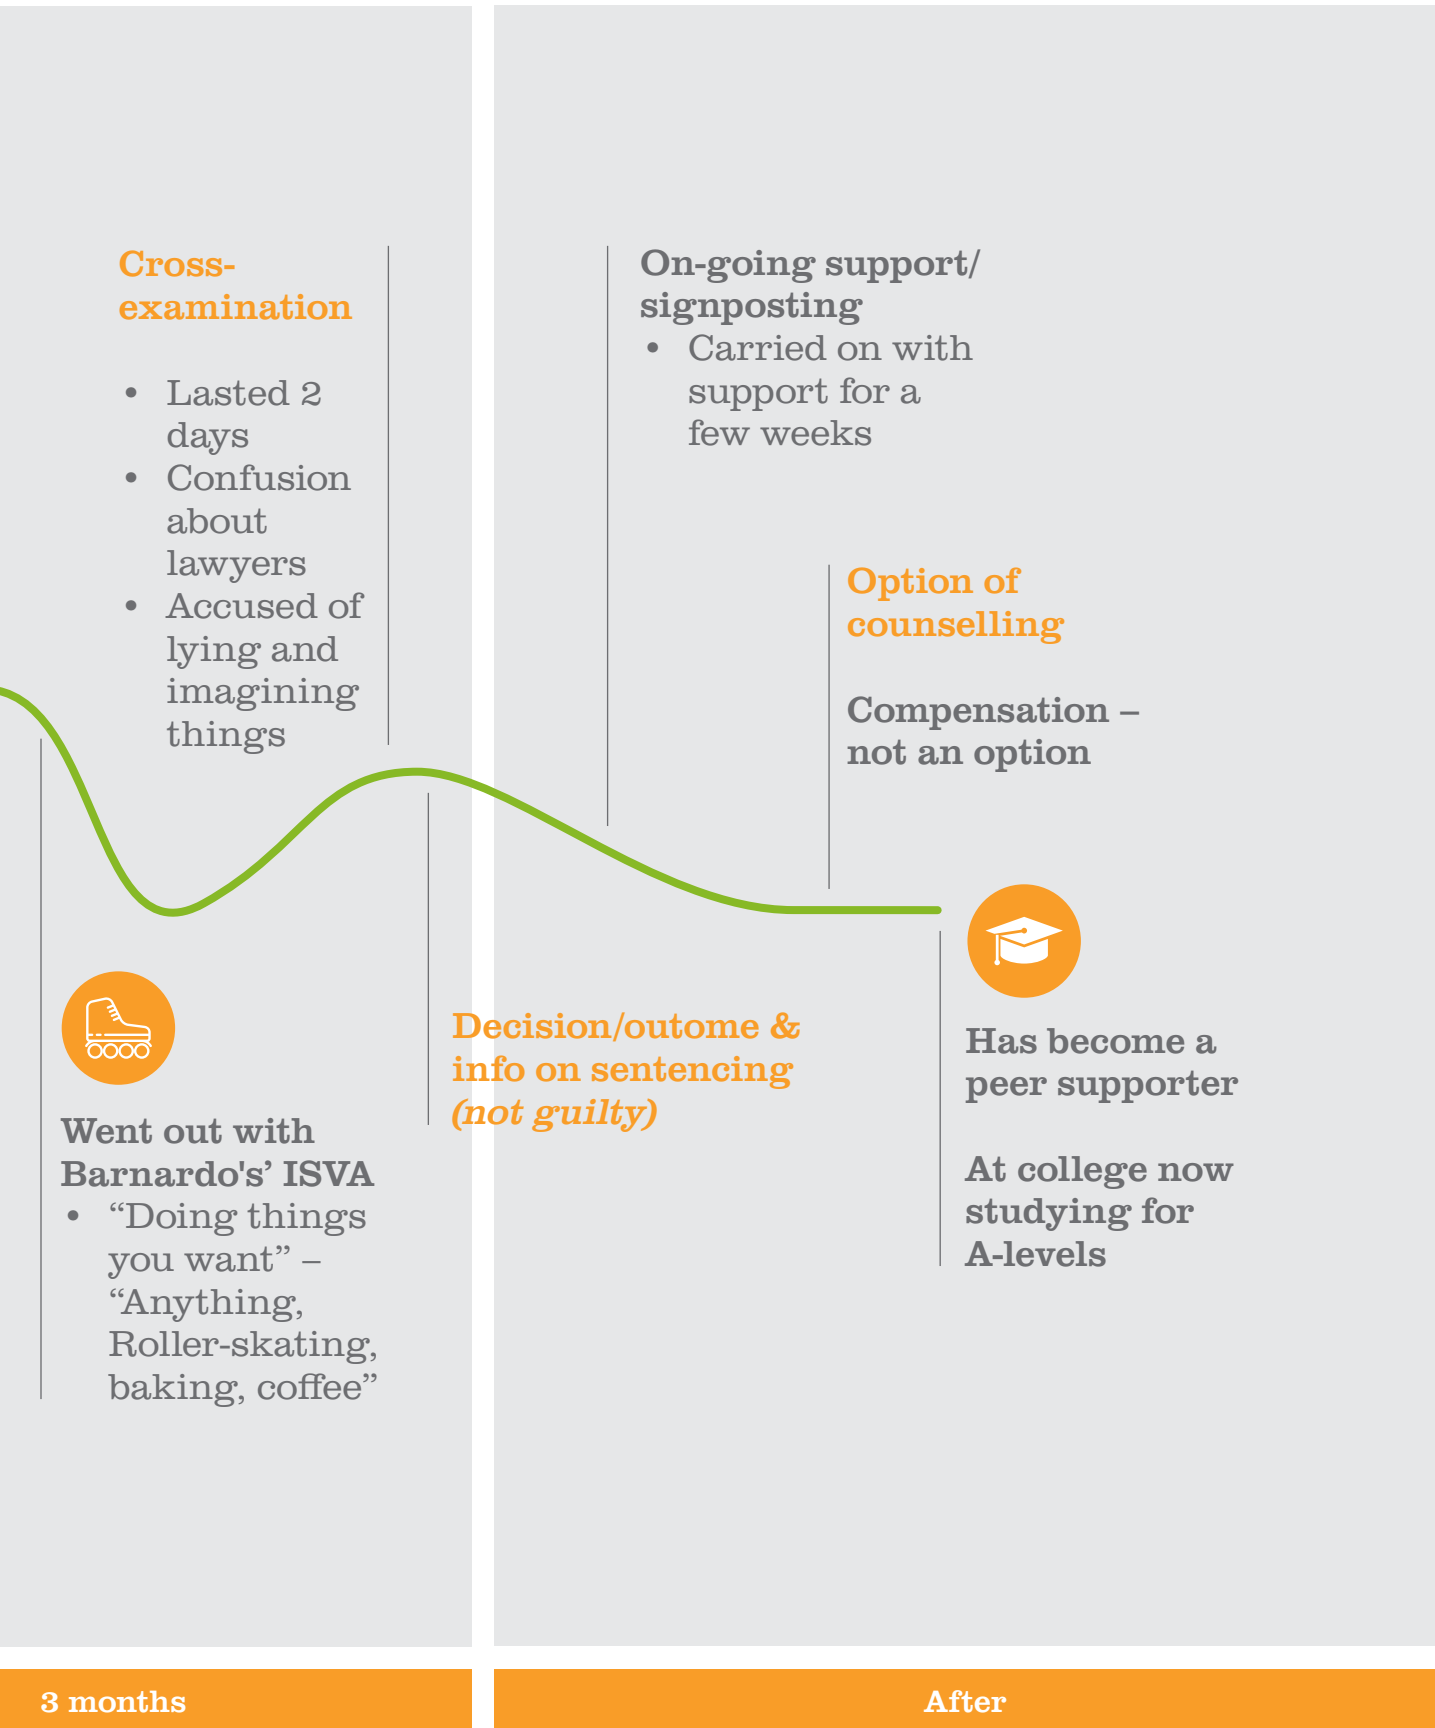 Cross-
examination
• Lasted 2
days
• Confusion
about
lawyers
• Accused of
lying and
imagining
things
Went out with
Barnardo's’ ISVA
• “Doing things
you want” –
“Anything,
Roller-skating,
baking, coffee”
Decision/outome &
info on sentencing
(not guilty)
On-going support/
signposting
• Carried on with
support for a
few weeks
Option of
counselling
Compensation –
not an option
Has become a
peer supporter
At college now
studying for
A-levels
3 months
After